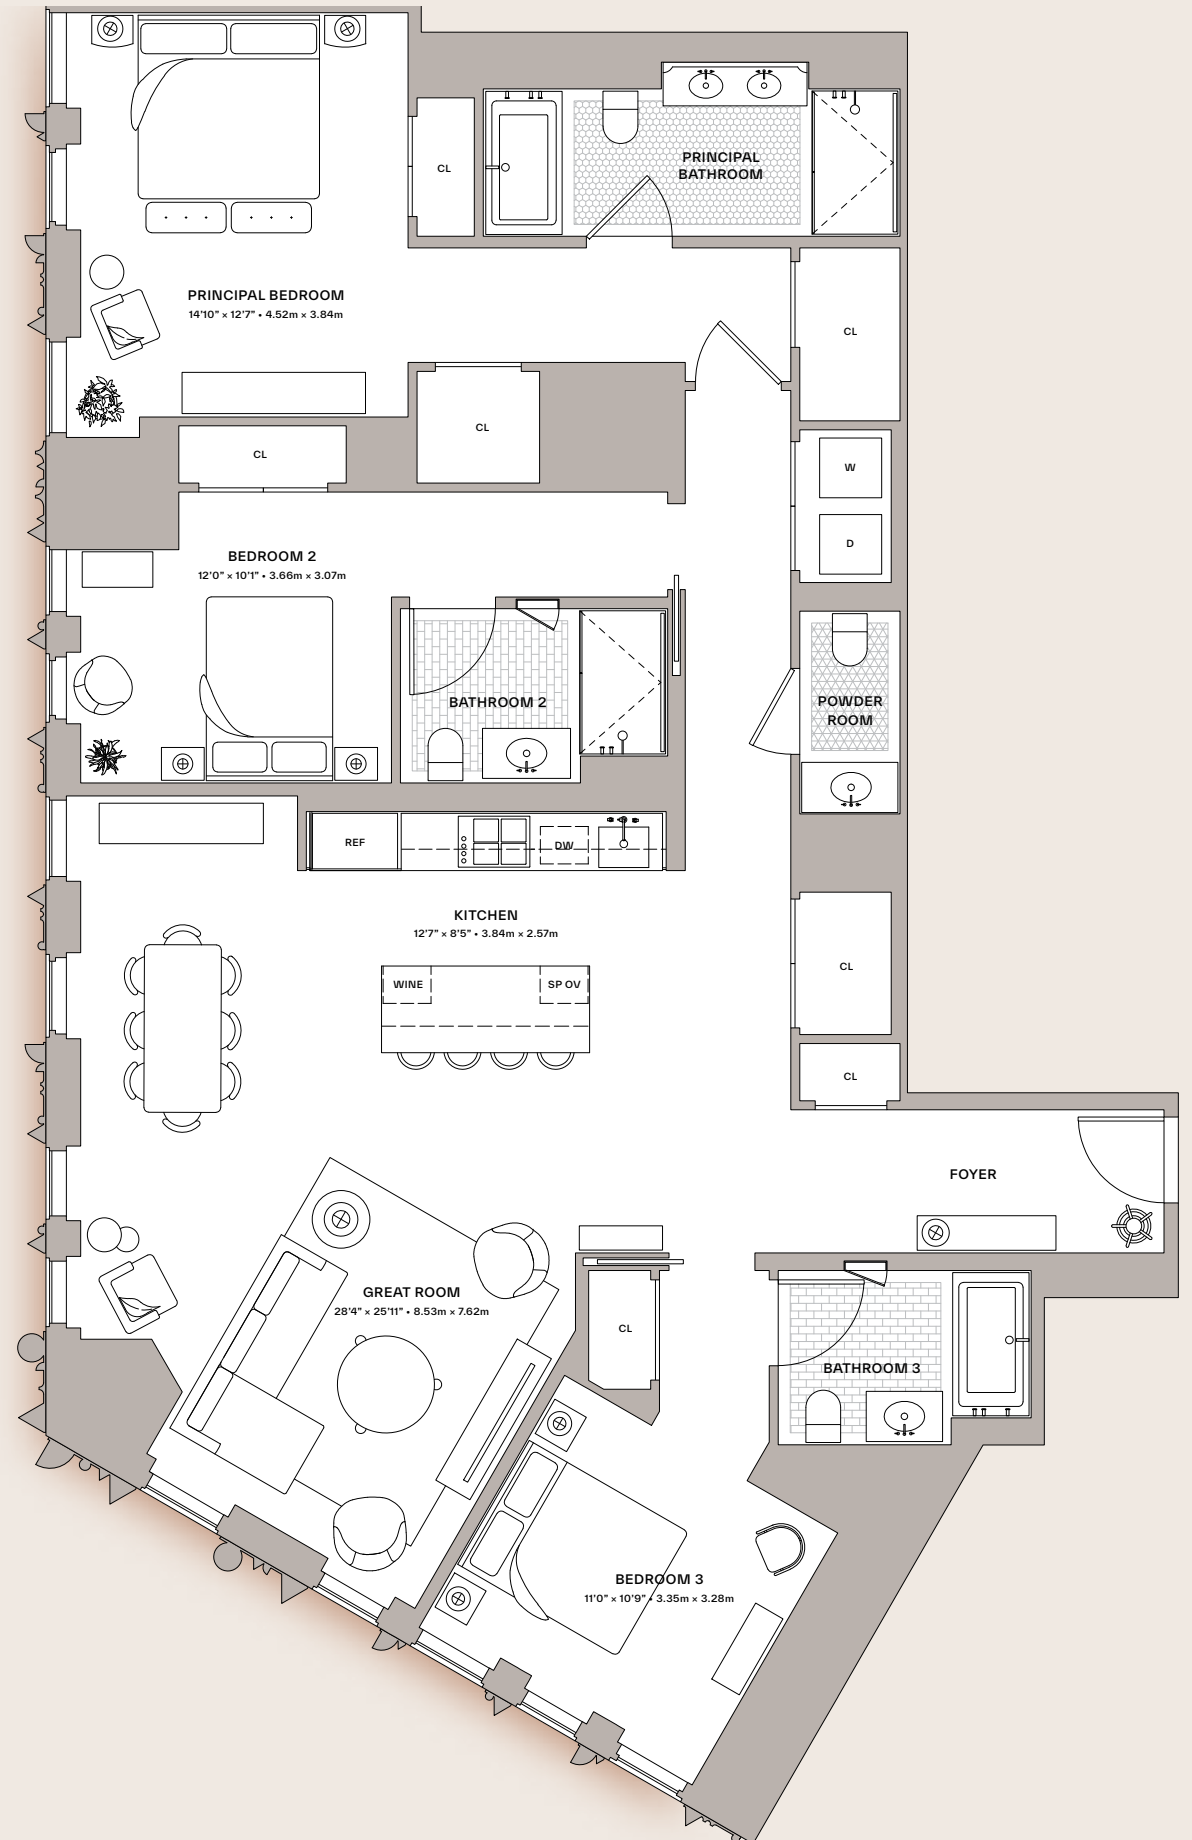 PRINCIPAL
BATHROOM
CL
PRINCIPAL BEDROOM
14'10" × 12'7" • 4.52m × 3.84m
CL
CL
CL
W
D
BEDROOM 2
12'0" × 10'1" • 3.66m × 3.07m
BATHROOM 2
POWDER
ROOM
REF
DW
KITCHEN
12'7" × 8'5" • 3.84m × 2.57m
WINE
SP OV
CL
CL
FOYER
GREAT ROOM
28'4" × 25'11" • 8.53m × 7.62m
CL
BATHROOM 3
BEDROOM 3
11'0" × 10'9" • 3.35m × 3.28m